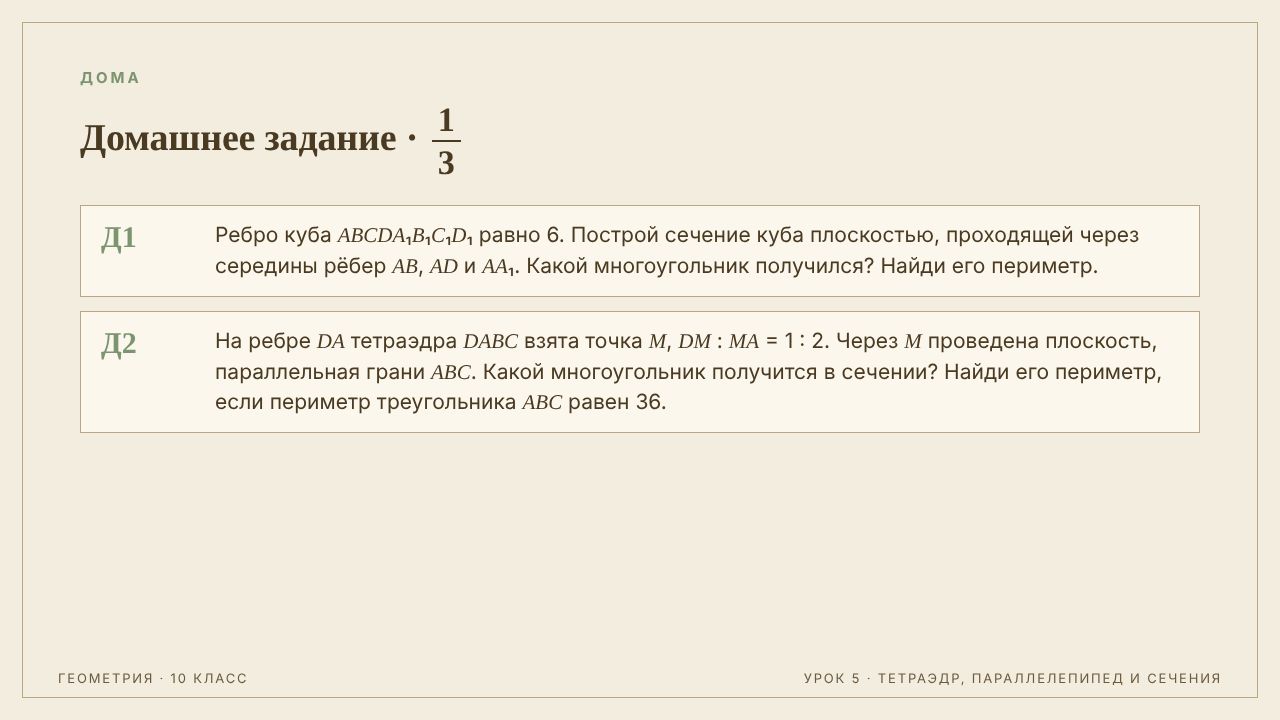 ДОМА
Домашнее задание · 1/3
Д1
Ребро куба ABCDA₁B₁C₁D₁ равно 6. Построй сечение куба плоскостью, проходящей через
середины рёбер AB, AD и AA₁. Какой многоугольник получился? Найди его периметр.
Д2
На ребре DA тетраэдра DABC взята точка M, DM : MA = 1 : 2. Через M проведена плоскость,
параллельная грани ABC. Какой многоугольник получится в сечении? Найди его периметр,
если периметр треугольника ABC равен 36.
ГЕОМЕТРИЯ · 10 КЛАСС
УРОК 5 · ТЕТРАЭДР, ПАРАЛЛЕЛЕПИПЕД И СЕЧЕНИЯ